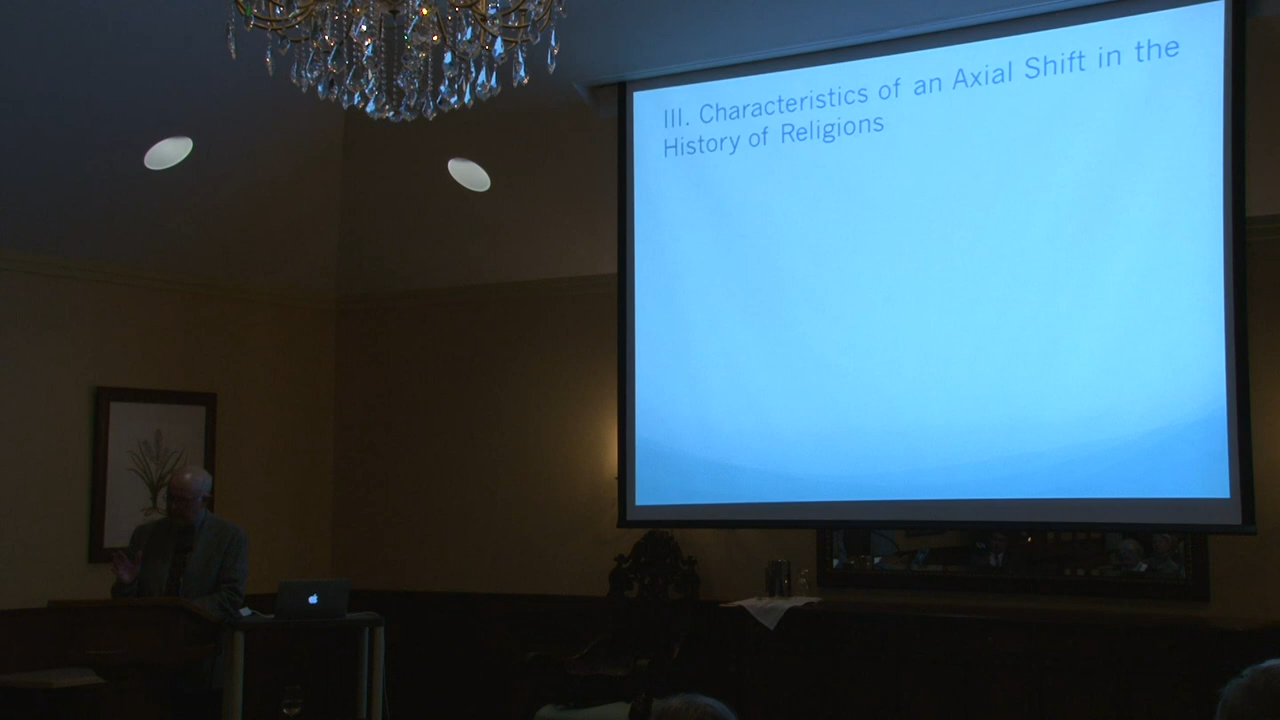 III. Characteristics of an Axial Shift in the
History of Religions